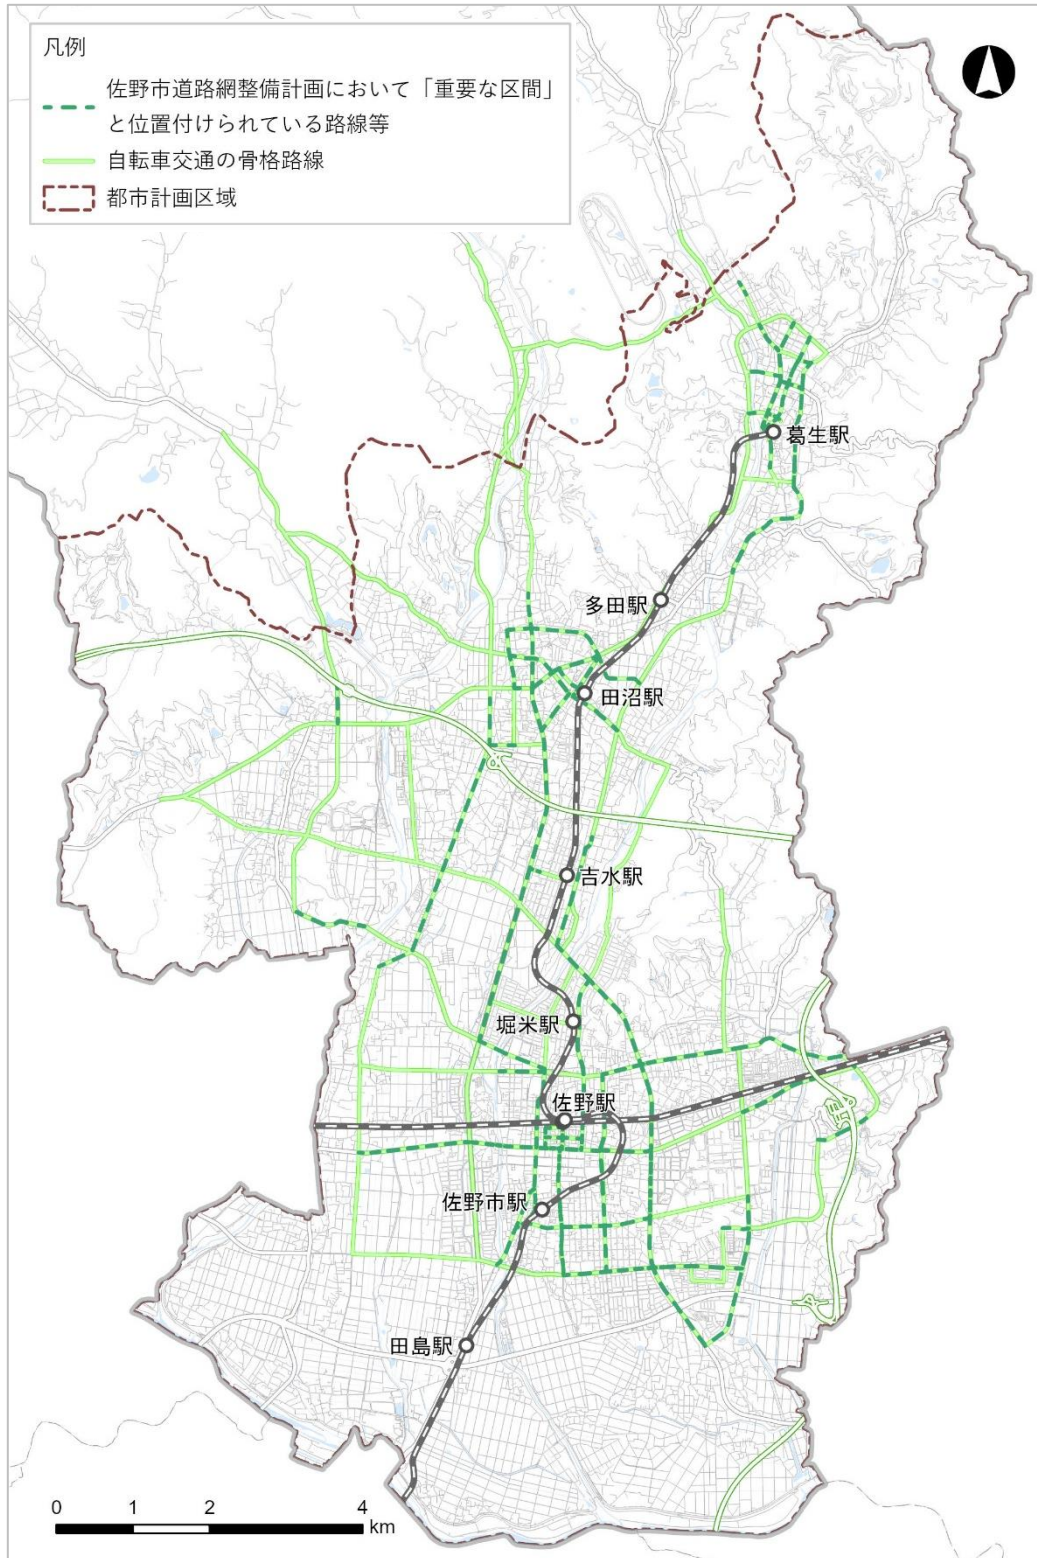 凡例
佐野市道路網整備計画において「重要な区間」
と位置付けられている路線等
自転車交通の骨格路線
都市計画区域
葛生駅
多田駅
田沼駅
吉水駅
堀米駅
佐野駅
佐野市駅
田島駅
0 1 2 4
km